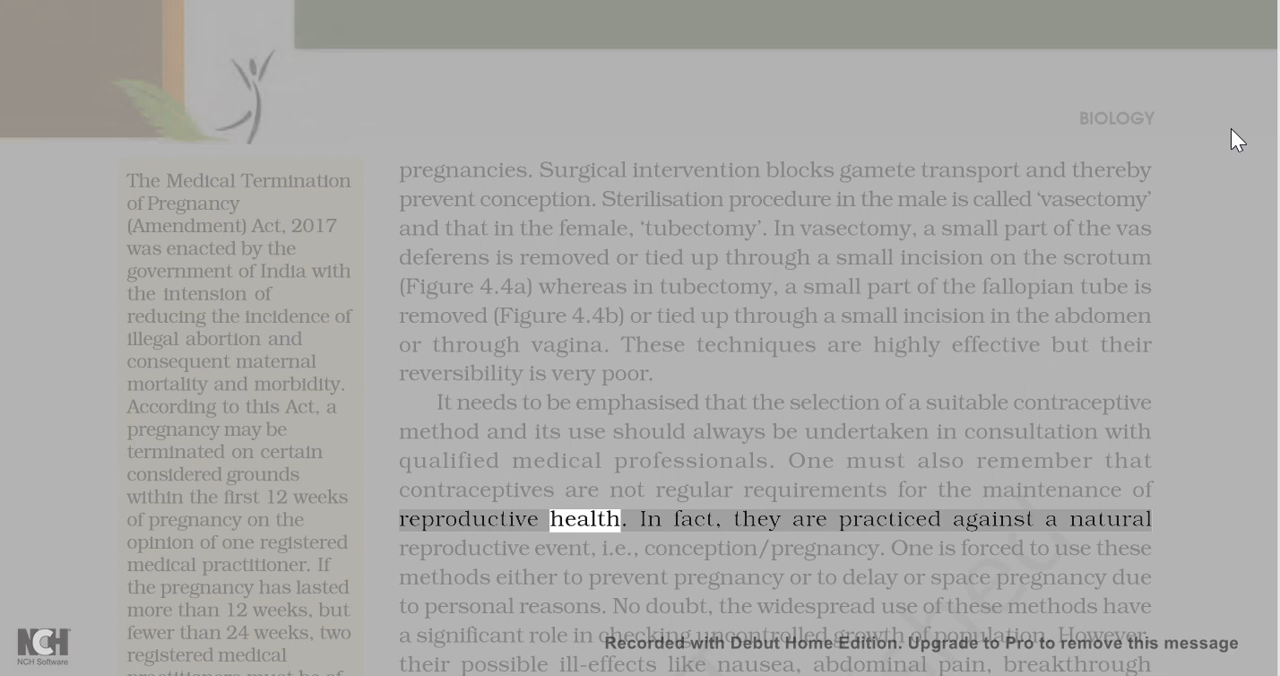 BIOLOGY
The Medical Termination
of Pregnancy
(Amendment) Act, 2017
was enacted by the
government of India with
the intension of
reducing the incidence of
illegal abortion and
consequent maternal
mortality and morbidity.
According to this Act, a
pregnancy may be
terminated on certain
considered grounds
within the first 12 weeks
of pregnancy on the
opinion of one registered
medical practitioner. If
the pregnancy has lasted
more than 12 weeks, but
fewer than 24 weeks, two
registered medical
practitioners must be of
pregnancies. Surgical intervention blocks gamete transport and thereby
prevent conception. Sterilisation procedure in the male is called ‘vasectomy’
and that in the female, ‘tubectomy’. In vasectomy, a small part of the vas
deferens is removed or tied up through a small incision on the scrotum
(Figure 4.4a) whereas in tubectomy, a small part of the fallopian tube is
removed (Figure 4.4b) or tied up through a small incision in the abdomen
or through vagina. These techniques are highly effective but their
reversibility is very poor.
It needs to be emphasised that the selection of a suitable contraceptive
method and its use should always be undertaken in consultation with
qualified medical professionals. One must also remember that
contraceptives are not regular requirements for the maintenance of
reproductive health. In fact, they are practiced against a natural
reproductive event, i.e., conception/pregnancy. One is forced to use these
methods either to prevent pregnancy or to delay or space pregnancy due
to personal reasons. No doubt, the widespread use of these methods have
a significant role in checking uncontrolled growth of population. However,
their possible ill-effects like nausea, abdominal pain, breakthrough
NCH
NCH Software
Recorded with Debut Home Edition. Upgrade to Pro to remove this message